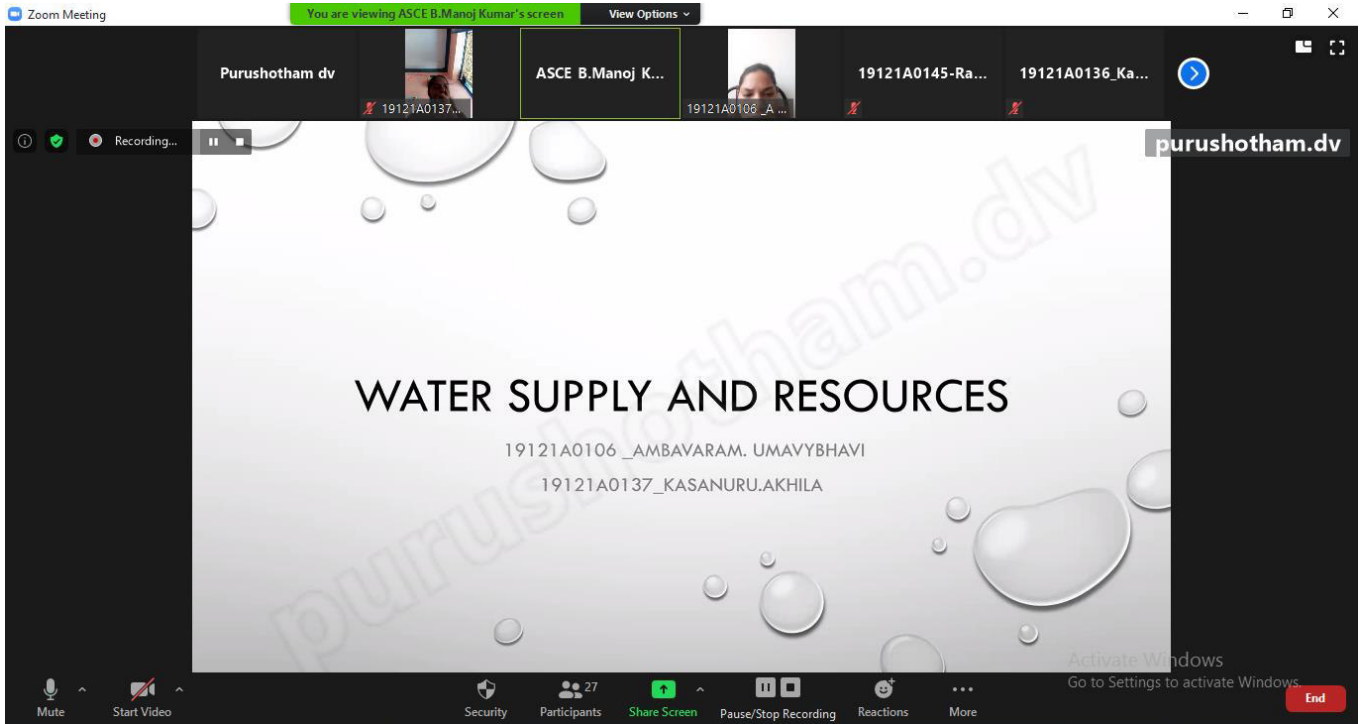 Zoom Meeting
You are viewing ASCE B.Manoj Kumar's screen
View Options
Purushotham dv
19121A0137...
ASCE B.Manoj K...
19121A0106 _A ...
19121A0145-Ra...
19121A0136_Ka...
Recording...
purushotham.dv
purushotham.dv
WATER SUPPLY AND RESOURCES
19121A0106 _AMBAVARAM. UMAVYBHAVI
19121A0137_KASANURU.AKHILA
Activate Windows
Go to Settings to activate Windows.
Mute
Start Video
Security
27
Participants
Share Screen
Pause/Stop Recording
Reactions
More
End